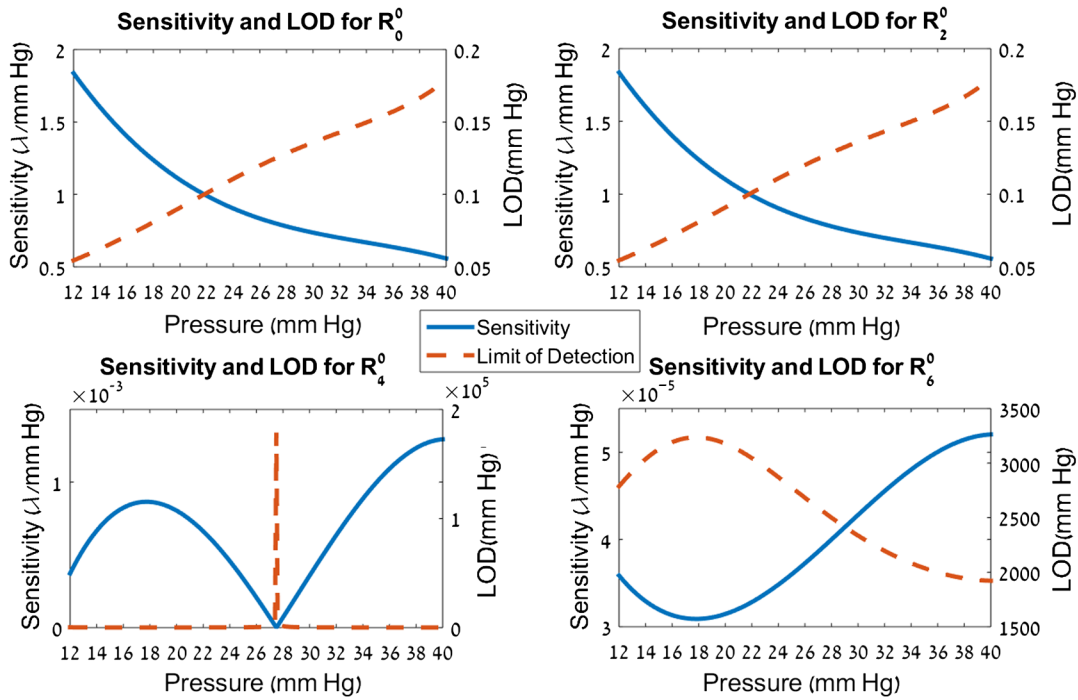 Sensitivity and LOD for R₀⁰
Sensitivity (λ/mm Hg)
2
1.5
1
0.5
0.2
0.15
0.1
0.05
LOD(mm Hg)
12 14 16 18 20 22 24 26 28 30 32 34 36 38 40
Pressure (mm Hg)
Sensitivity and LOD for R₂⁰
Sensitivity (λ/mm Hg)
2
1.5
1
0.5
0.2
0.15
0.1
0.05
LOD(mm Hg)
12 14 16 18 20 22 24 26 28 30 32 34 36 38 40
Pressure (mm Hg)
Sensitivity
Limit of Detection
Sensitivity and LOD for R₄⁰
×10⁻³
×10⁵
Sensitivity (λ/mm Hg)
1
0
2
1
0
LOD(mm Hg)
12 14 16 18 20 22 24 26 28 30 32 34 36 38 40
Pressure (mm Hg)
Sensitivity and LOD for R₆⁰
×10⁻⁵
Sensitivity (λ/mm Hg)
5
4
3
3500
3000
2500
2000
1500
LOD(mm Hg)
12 14 16 18 20 22 24 26 28 30 32 34 36 38 40
Pressure (mm Hg)